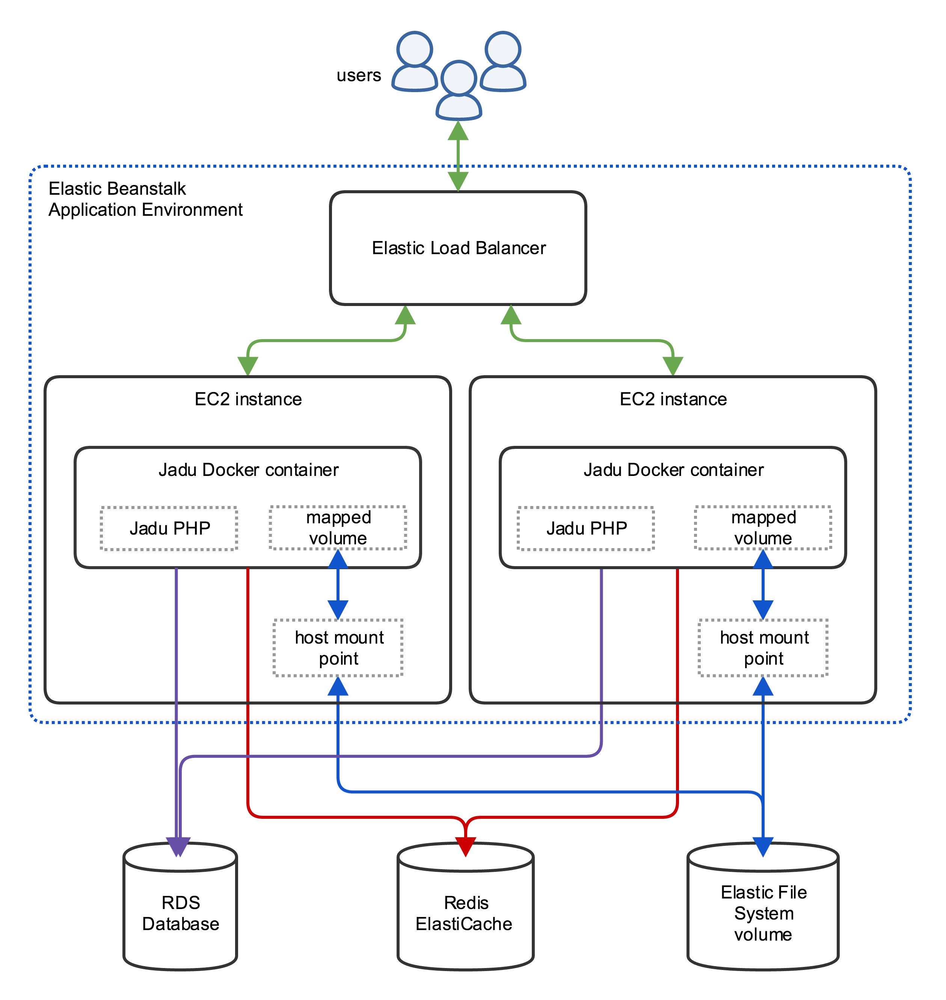 users
Elastic Beanstalk
Application Environment
Elastic Load Balancer
EC2 instance
Jadu Docker container
Jadu PHP
mapped
volume
host mount
point
EC2 instance
Jadu Docker container
Jadu PHP
mapped
volume
host mount
point
RDS
Database
Redis
ElastiCache
Elastic File
System
volume